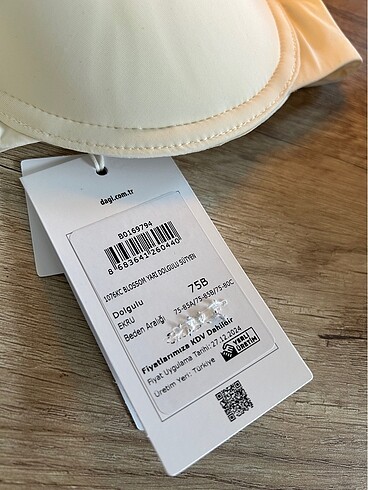 dagi.com.tr
B0169794
8 683641 260440
1076KC BLOSSOM YARI DOLGULU SÜTYEN
Dolgulu 75B
EKRU
Beden Aralığı 75-85A/75-85B/75-80C
Fiyatlarımıza KDV Dahildir
Fiyat Uygulama Tarihi:27.12.2024
Üretim Yeri: Türkiye
YERLİ
ÜRETİM